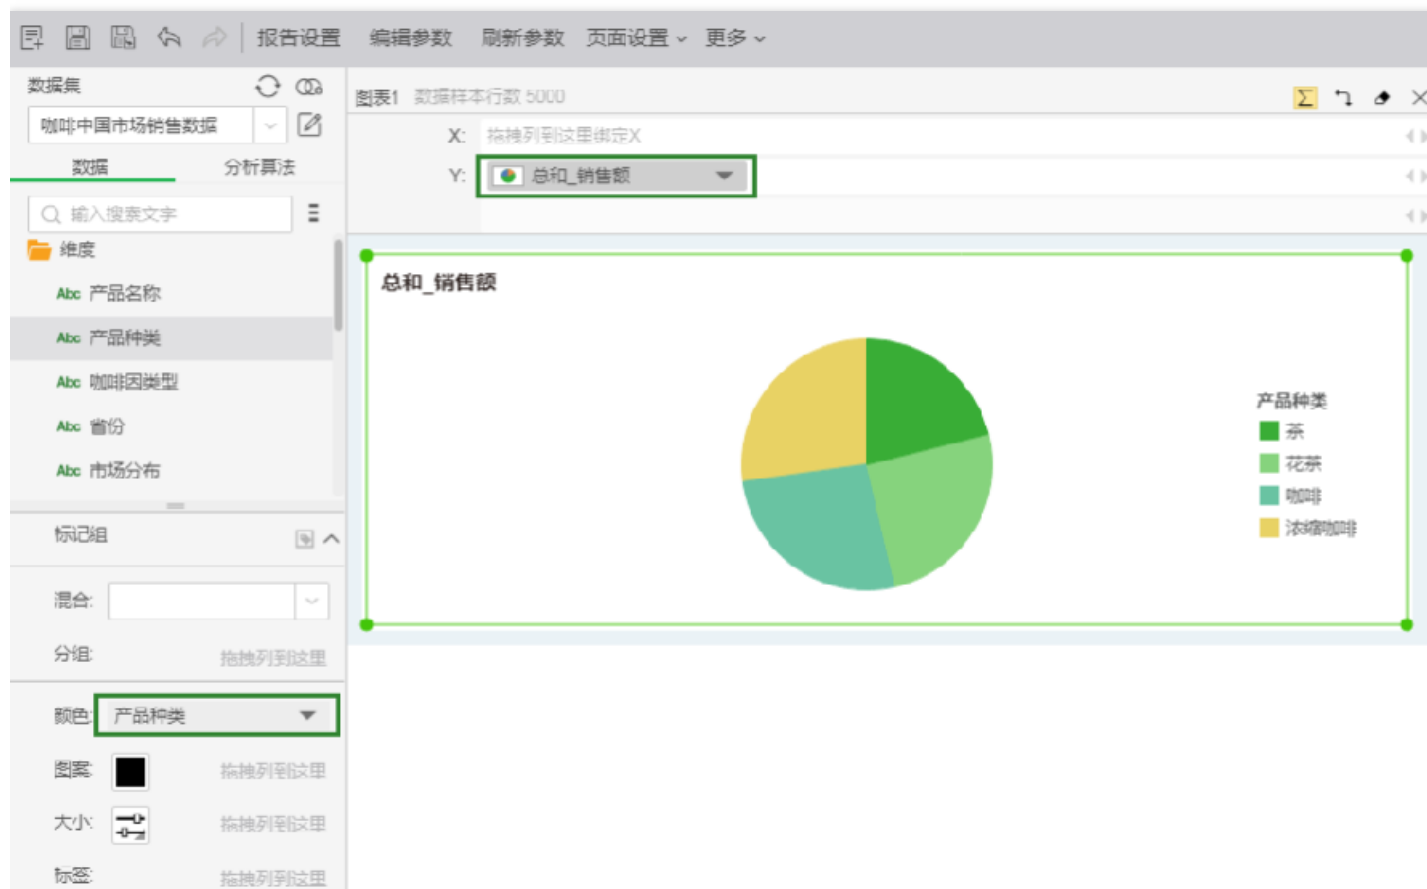 报告设置 编辑参数 刷新参数 页面设置 更多
数据集
咖啡中国市场销售数据
数据 分析算法
输入搜索文字
维度
Abc 产品名称
Abc 产品种类
Abc 咖啡因类型
Abc 省份
Abc 市场分布
标记组
混合:
分组: 拖拽列到这里
颜色: 产品种类
图案: 拖拽列到这里
大小: 拖拽列到这里
标签: 拖拽列到这里
图表1 数据样本行数 5000
X: 拖拽列到这里绑定X
Y: 总和_销售额
总和_销售额
产品种类
茶
花茶
咖啡
浓缩咖啡